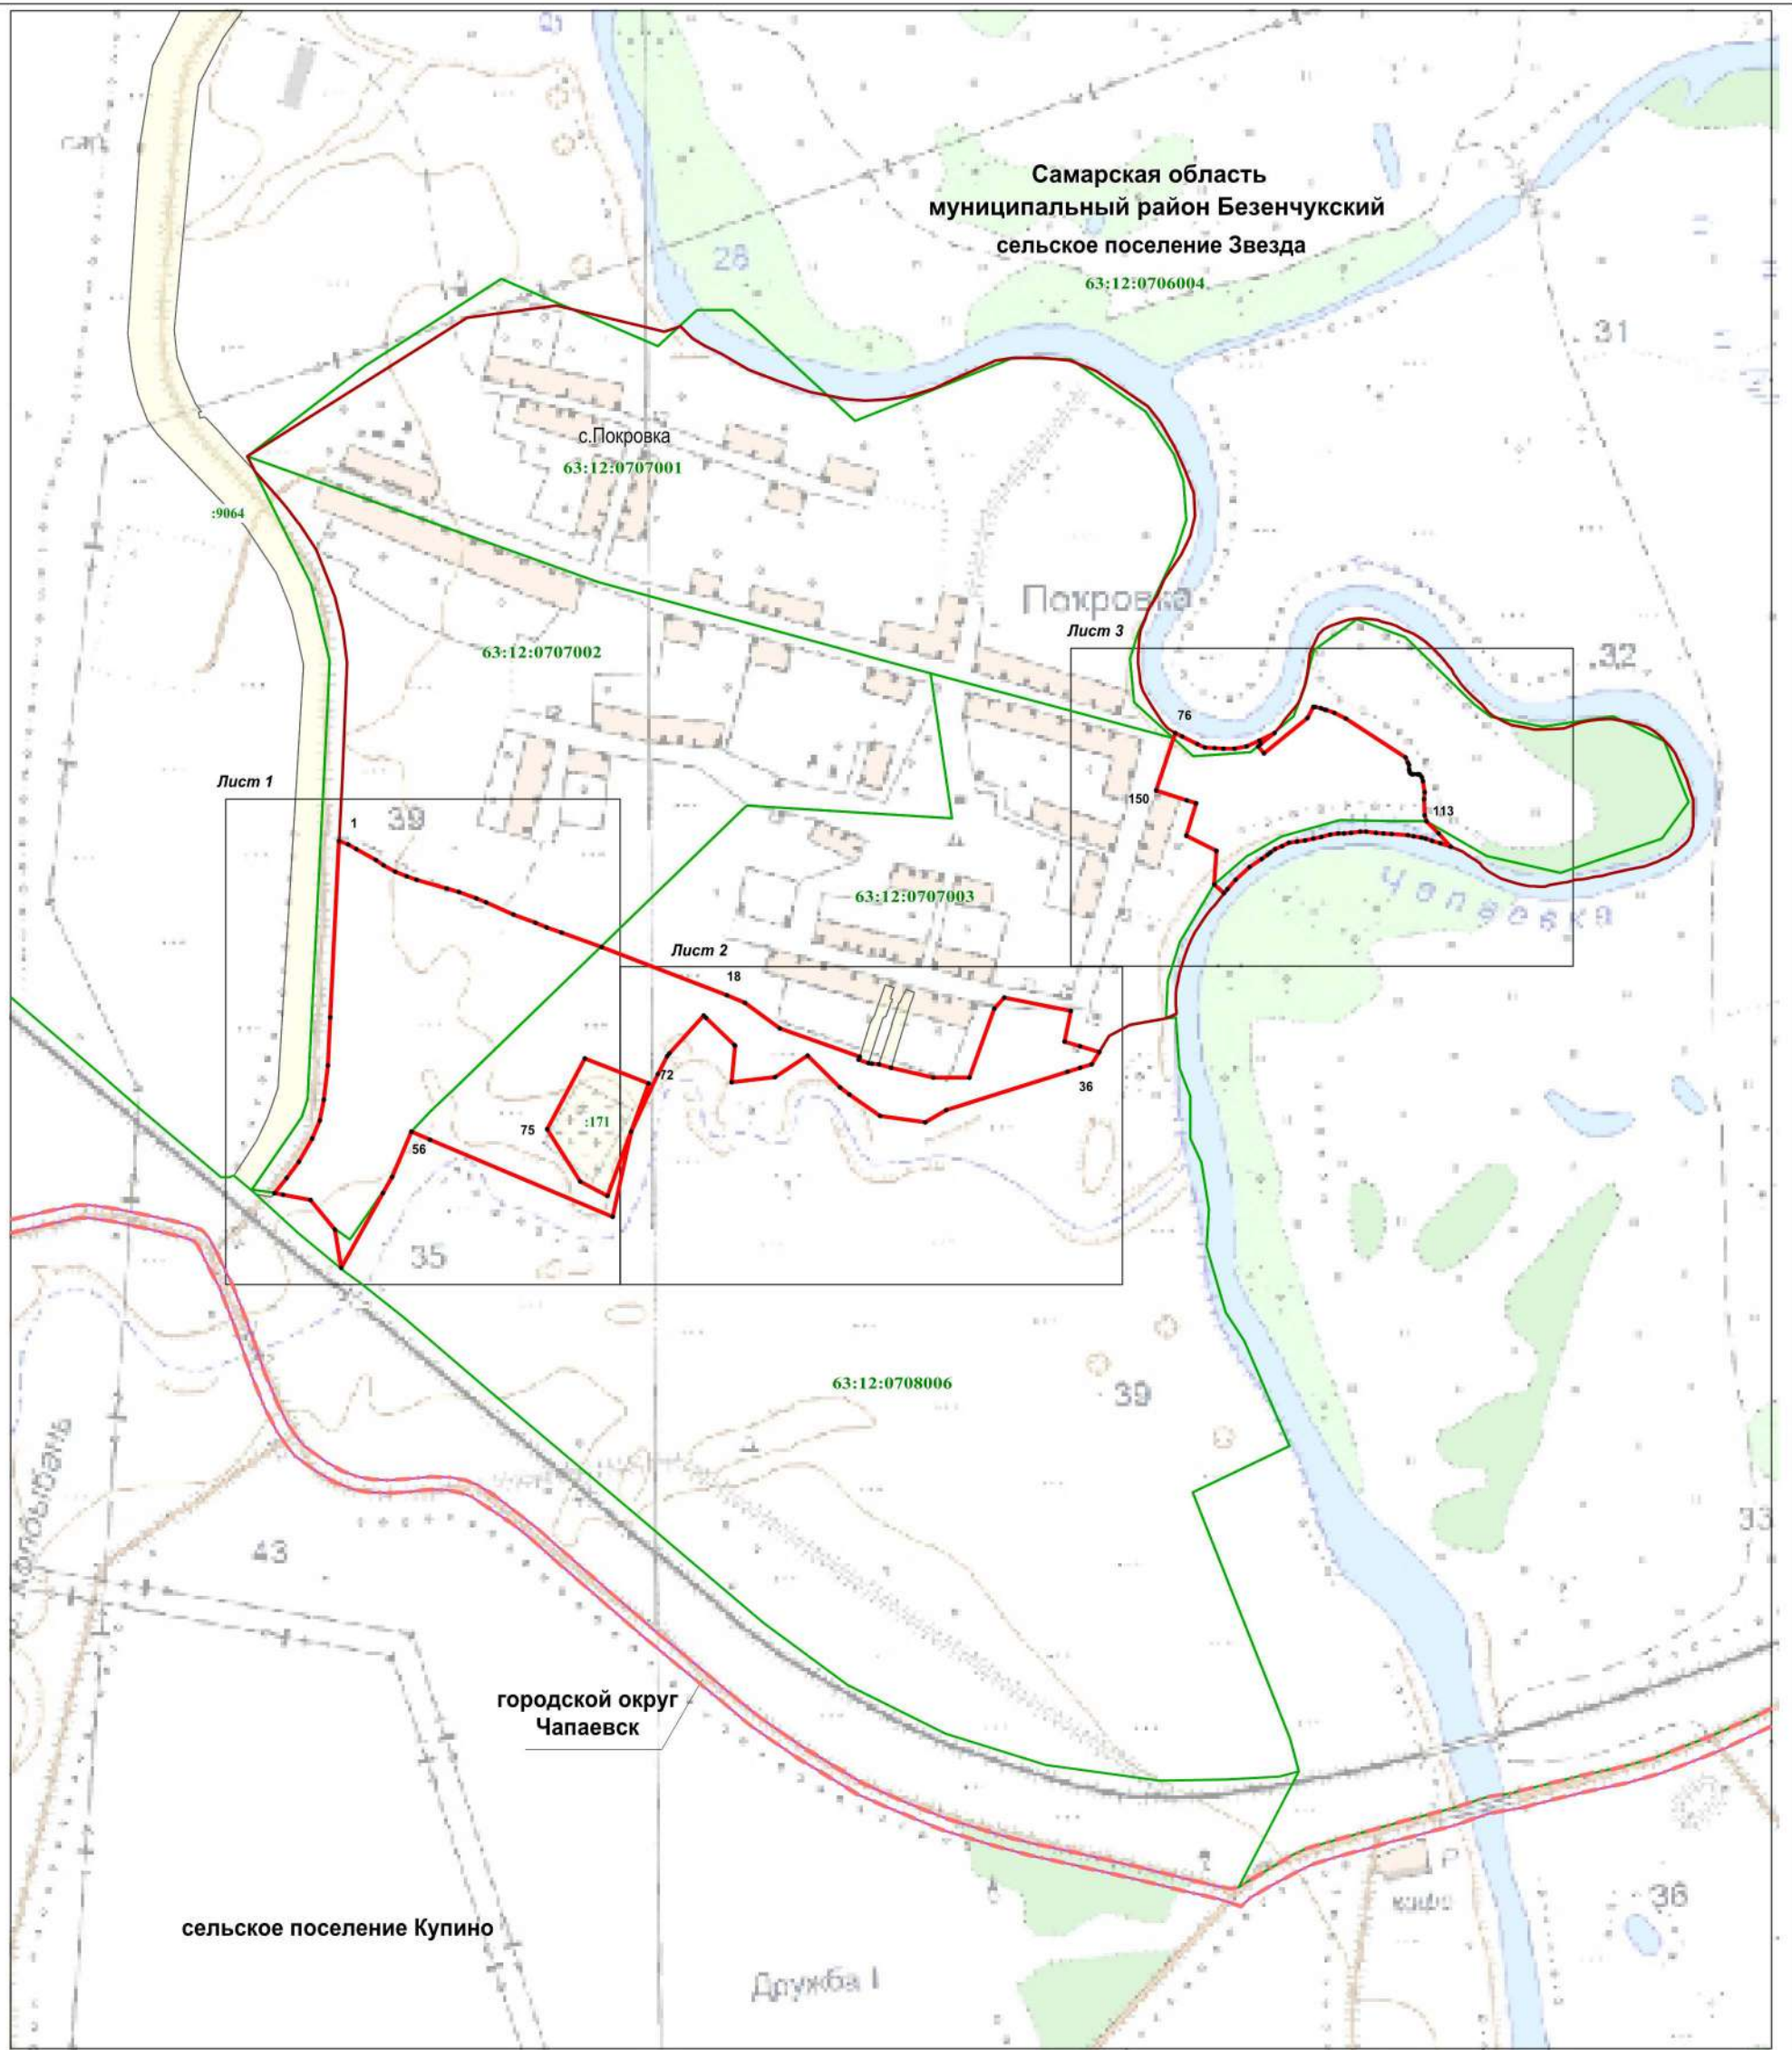 Самарская область
муниципальный район Безенчукский
сельское поселение Звезда
63:12:0706004
28
31
с.Покровка
63:12:0707001
:9064
Покровка
63:12:0707002
Лист 3
32
76
Лист 1
150
113
39
1
63:12:0707003
Чапаевка
Лист 2
18
72
36
75
:171
56
35
63:12:0708006
39
33
43
городской округ
Чапаевск
сельское поселение Купино
кафе
36
Дружба I